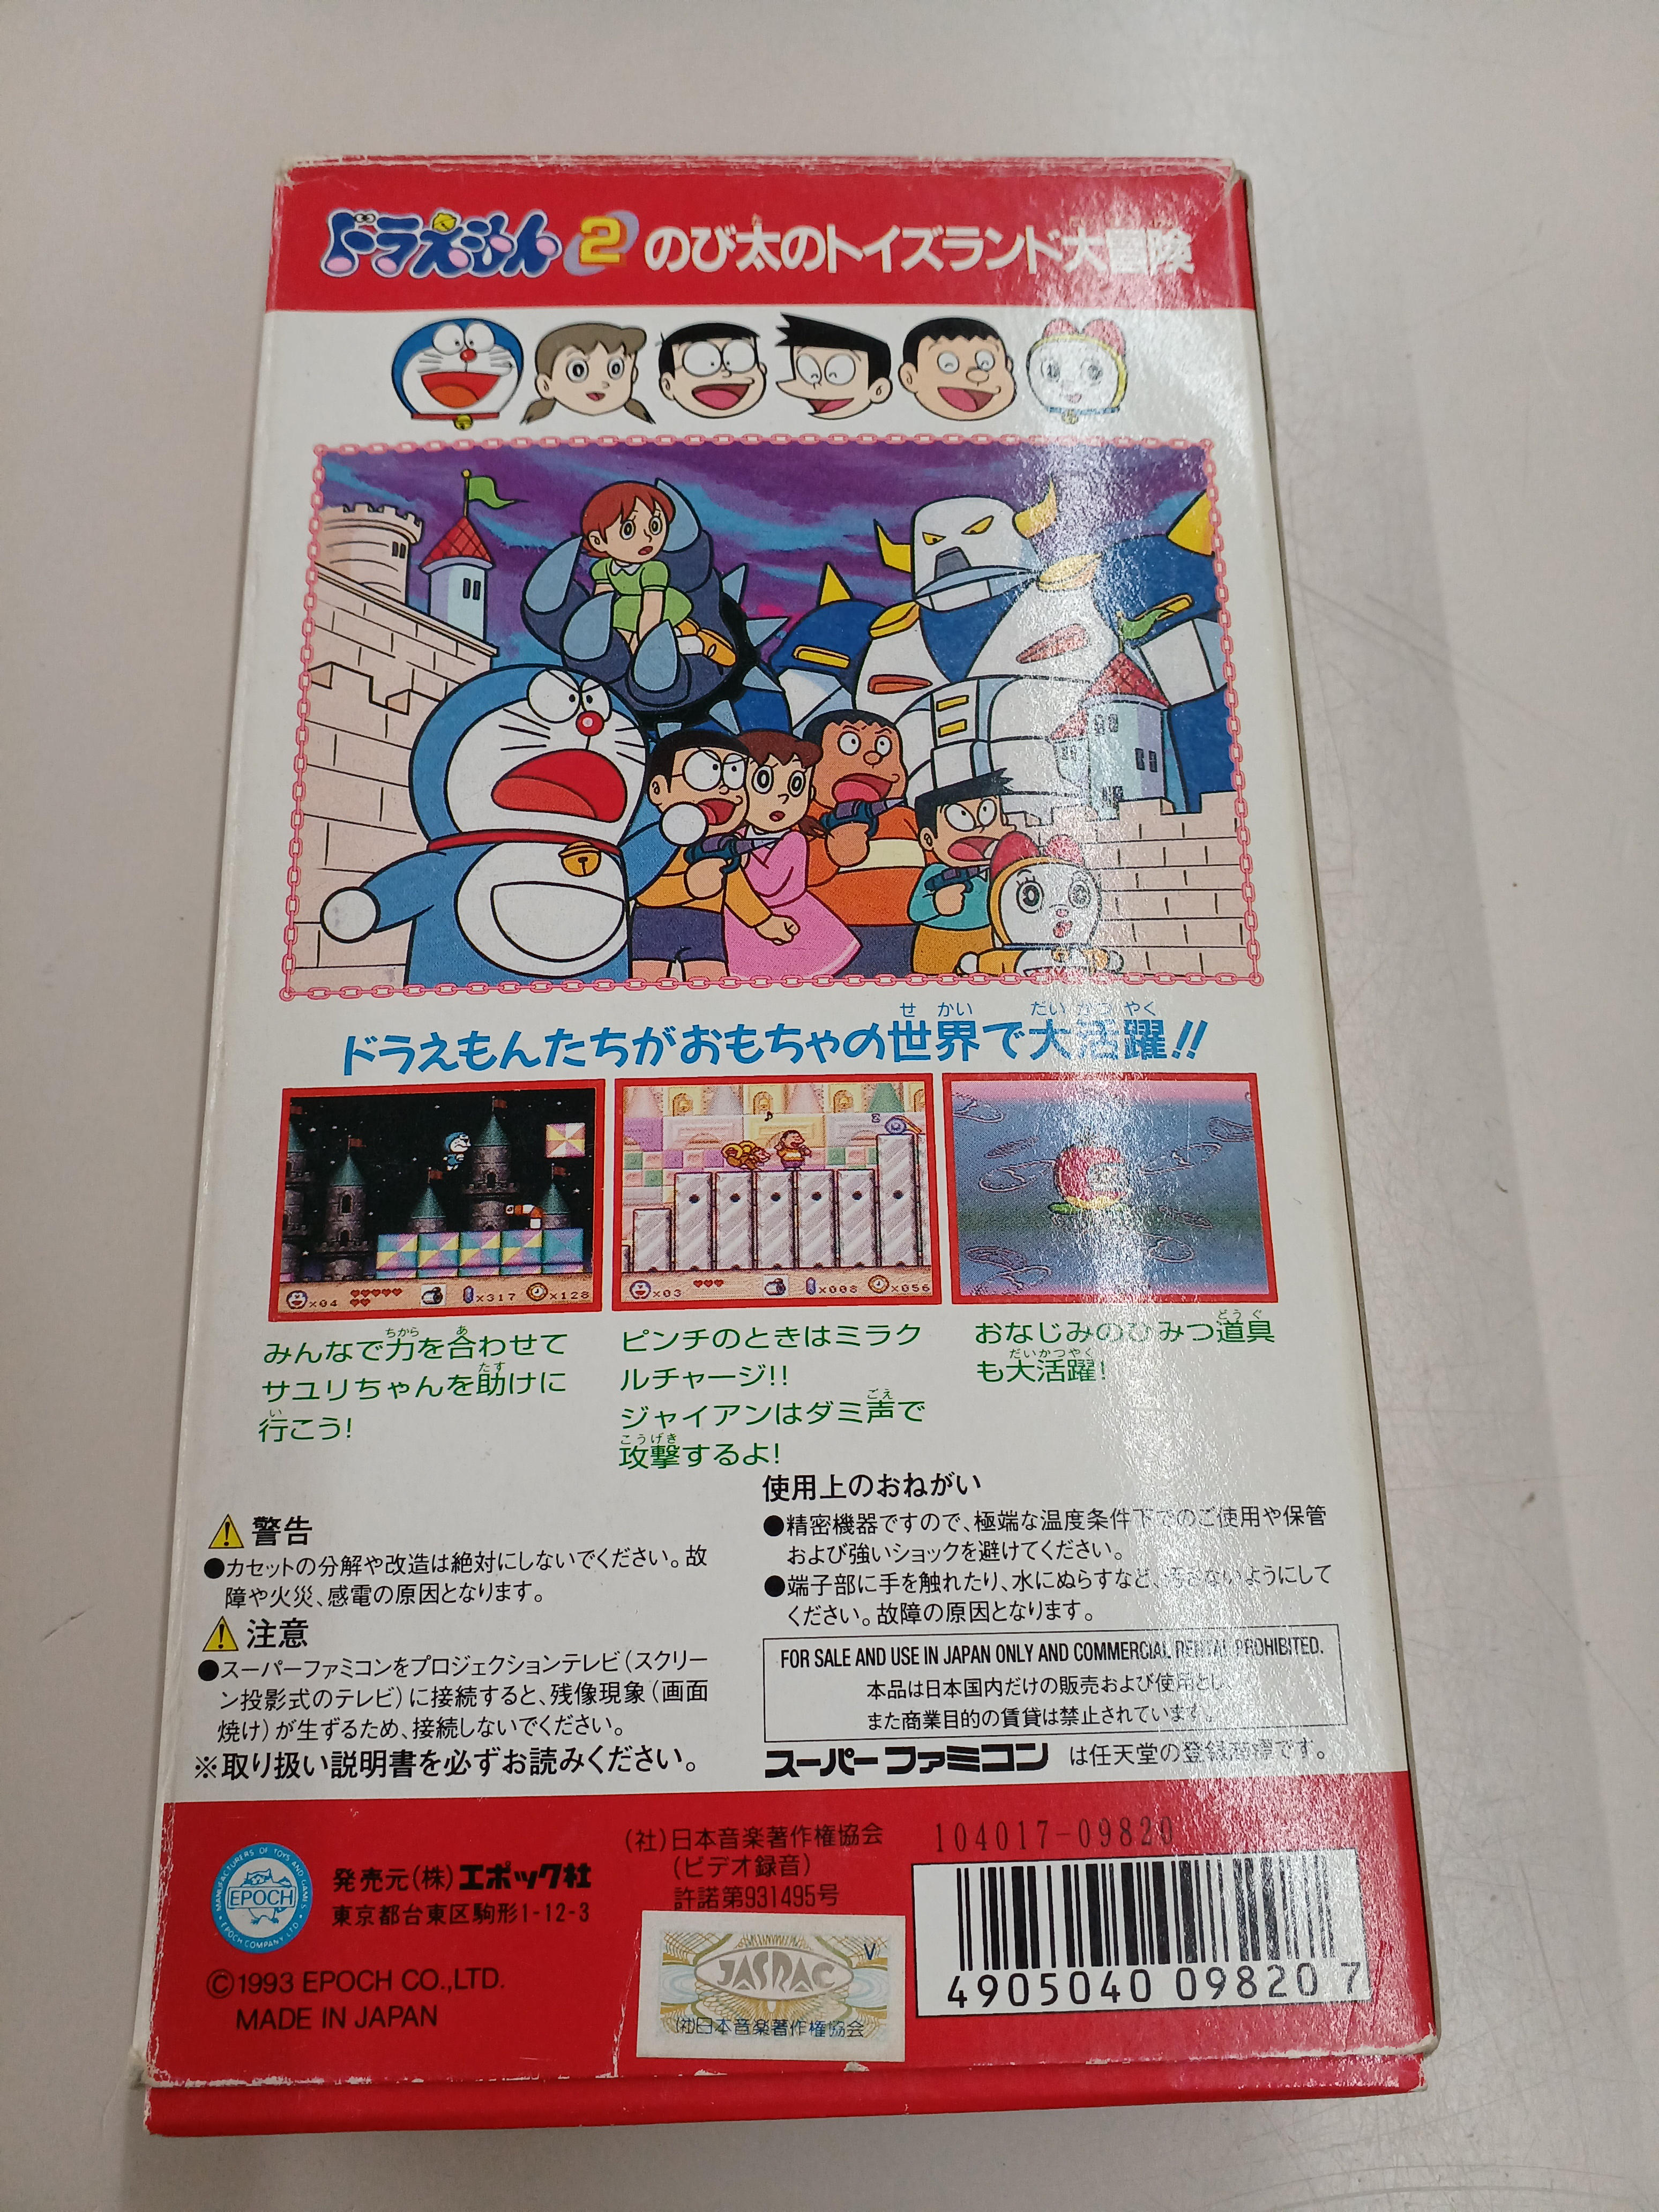 ドラえもん2 のび太のトイズランド大冒険
ドラえもんたちがおもちゃの世界で大活躍!!
せ かい だい かつ やく
×04 ×317 ×128
×03 ×008 ×056
みんなで力を合わせて
ちから あ
サユリちゃんを助けに
たす
行こう!
い
ピンチのときはミラク
ルチャージ!!
ジャイアンはダミ声で
ごえ
攻撃するよ!
こうげき
おなじみのひみつ道具
どうぐ
も大活躍!
だいかつやく
警告
●カセットの分解や改造は絶対にしないでください。故
障や火災、感電の原因となります。
注意
●スーパーファミコンをプロジェクションテレビ(スクリー
ン投影式のテレビ)に接続すると、残像現象(画面
焼け)が生ずるため、接続しないでください。
※取り扱い説明書を必ずお読みください。
使用上のおねがい
●精密機器ですので、極端な温度条件下でのご使用や保管
および強いショックを避けてください。
●端子部に手を触れたり、水にぬらすなど、汚さないようにして
ください。故障の原因となります。
FOR SALE AND USE IN JAPAN ONLY AND COMMERCIAL RENTAL PROHIBITED.
本品は日本国内だけの販売および使用とし、
また商業目的の賃貸は禁止されています。
スーパーファミコン は任天堂の登録商標です。
MANUFACTURERS OF TOYS AND GAMES
EPOCH
EPOCH COMPANY LTD.
発売元(株)エポック社
東京都台東区駒形1-12-3
©1993 EPOCH CO.,LTD.
MADE IN JAPAN
(社)日本音楽著作権協会
(ビデオ録音)
許諾第931495号
V
JASRAC
(社)日本音楽著作権協会
104017-09820
4905040 098207